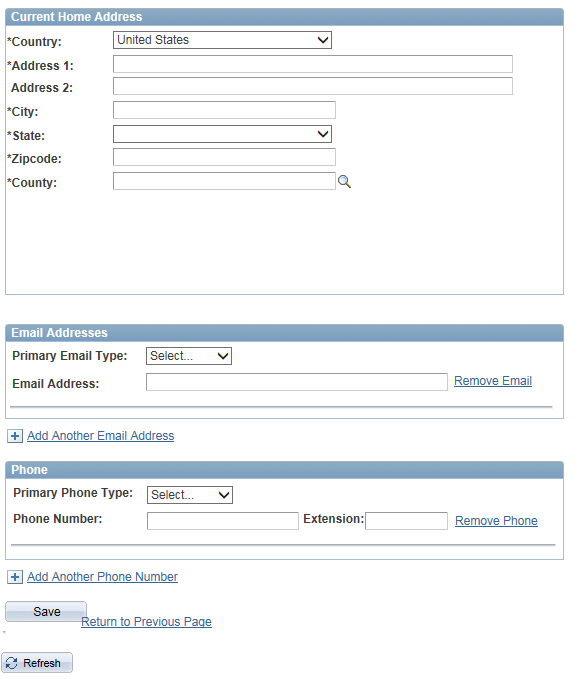 Current Home Address
*Country: United States
*Address 1:
Address 2:
*City:
*State:
*Zipcode:
*County:
Email Addresses
Primary Email Type: Select...
Email Address: Remove Email
Add Another Email Address
Phone
Primary Phone Type: Select...
Phone Number: Extension: Remove Phone
Add Another Phone Number
Save Return to Previous Page
Refresh